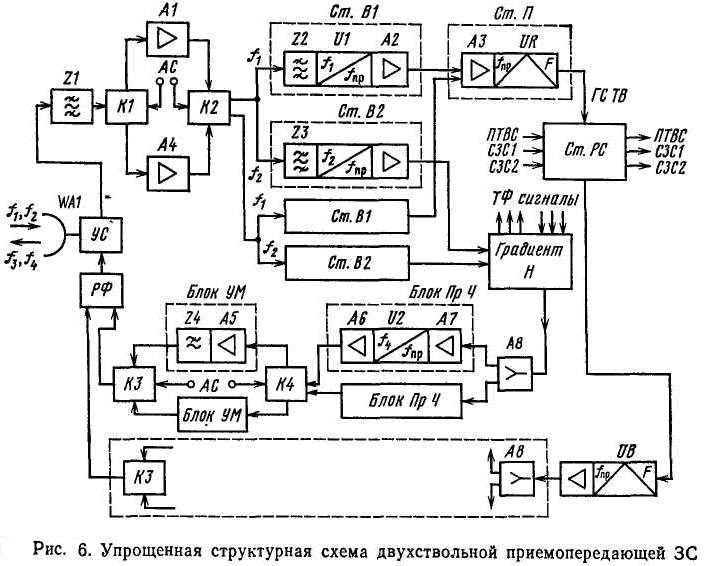 Ст. В1
Ст. П
A1
Z2 U1 A2
A3 UR
Z1
AC
f₁
f₁ fпр
fпр F
K1
K2
ГС ТВ
Ст. В2
Z3
A4
f₂ fпр
ПТВС
СЗС1
СЗС2
Ст. РС
ПТВС
СЗС1
СЗС2
f₂
WA1
f₁
Ст. В1
ТФ сигналы
f₁, f₂
УС
f₂
Ст. В2
Градиент
Н
f₃, f₄
РФ
Блок УМ
Блок Пр Ч
Z4 A5
A6 U2 A7
f₄ fпр
A8
K3
AC
K4
Блок УМ
Блок Пр Ч
K3
A8
UB
fпр F
Рис. 6. Упрощенная структурная схема двухствольной приемопередающей ЗС